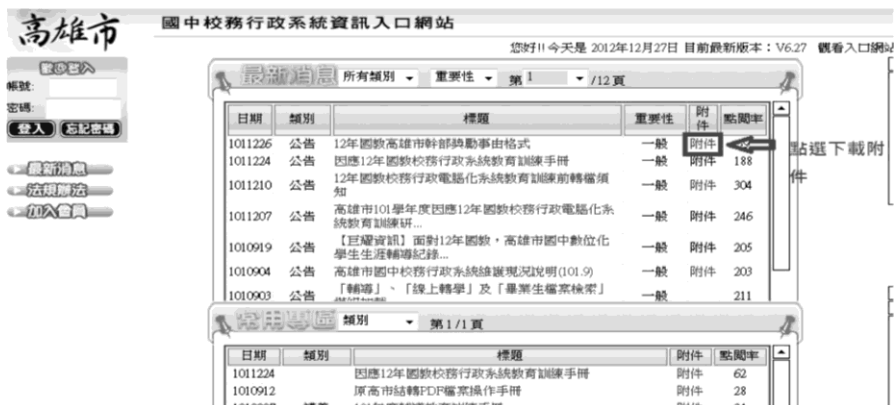 高雄市
國中校務行政系統資訊入口網站
您好!! 今天是 2012年12月27日 目前最新版本：V6.27 觀看入口網站
數位登入
帳號:
密碼:
登入 忘記密碼
最新消息
法規辦法
加入會員
最新消息 所有類別 重要性 第 1 /12 頁
日期 類別 標題 重要性 附件 點閱率
1011226 公告 12年國教高雄市幹部獎勵事由格式 一般 附件
點選下載附件
1011224 公告 因應12年國教校務行政系統教育訓練手冊 一般 附件 188
1011210 公告 12年國教校務行政電腦化系統教育訓練前轉檔須知 一般 附件 304
1011207 公告 高雄市101學年度因應12年國教校務行政電腦化系統教育訓練研... 一般 附件 246
1010919 公告 【巨耀資訊】面對12年國教，高雄市國中數位化學生生涯輔導紀錄... 一般 附件 205
1010904 公告 高雄市國中校務行政系統維護現況說明(101.9) 一般 附件 203
1010903 公告 「輔導」、「線上轉學」及「畢業生檔案檢索」 一般 211
常用專區 類別 第 1/1 頁
日期 類別 標題 附件 點閱率
1011224 因應12年國教校務行政系統教育訓練手冊 附件 62
1010912 原高市結轉PDF檔案操作手冊 附件 28